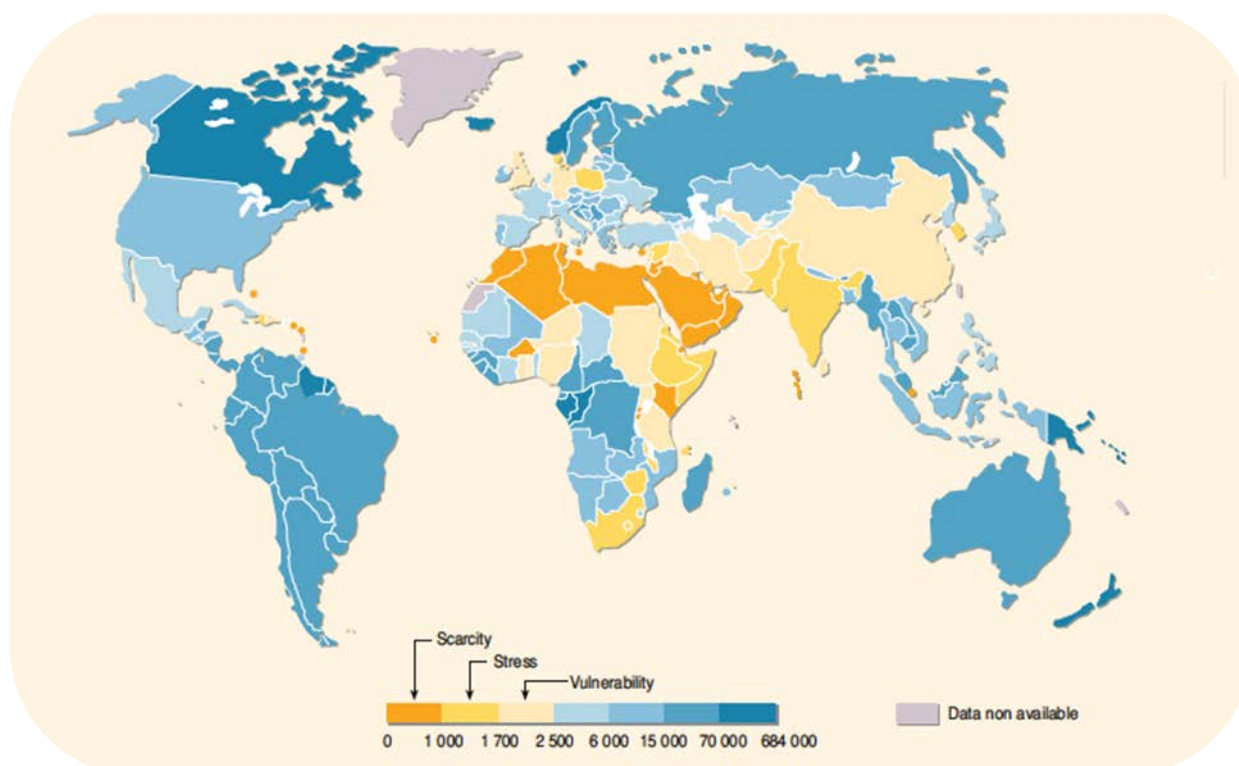 Scarcity
Stress
Vulnerability
Data non available
0 1 000 1 700 2 500 6 000 15 000 70 000 684 000